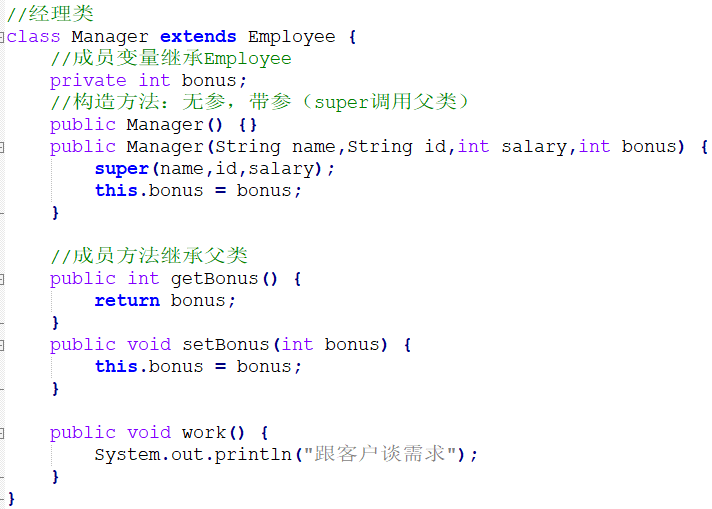 //经理类
class Manager extends Employee {
    //成员变量继承Employee
    private int bonus;
    //构造方法：无参，带参（super调用父类）
    public Manager() {}
    public Manager(String name,String id,int salary,int bonus) {
        super(name,id,salary);
        this.bonus = bonus;
    }

    //成员方法继承父类
    public int getBonus() {
        return bonus;
    }
    public void setBonus(int bonus) {
        this.bonus = bonus;
    }

    public void work() {
        System.out.println("跟客户谈需求");
    }
}